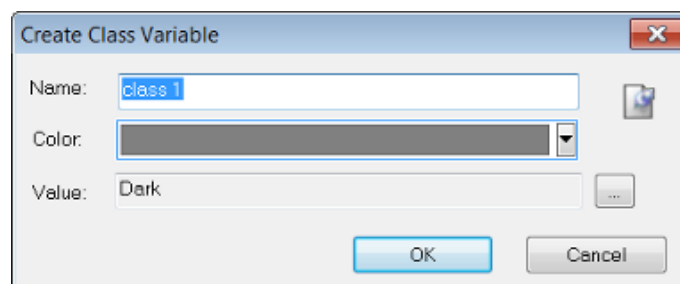 Create Class Variable
Name: class 1
Color:
Value: Dark ...
OK Cancel